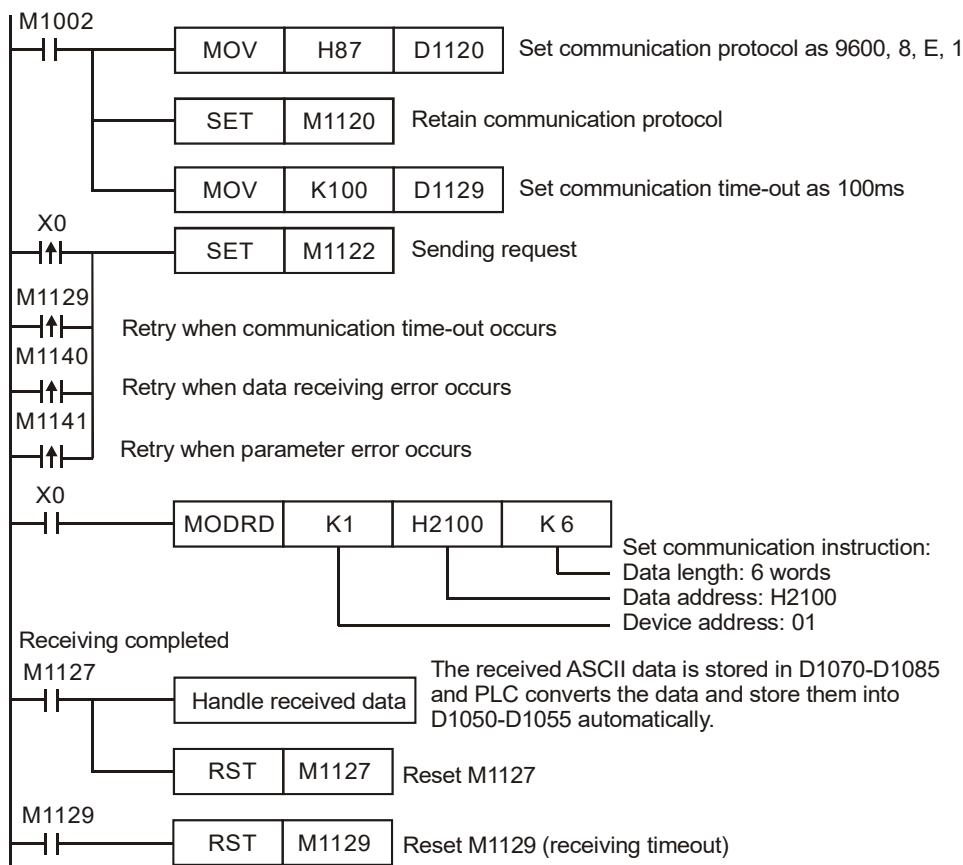 M1002
MOV H87 D1120 Set communication protocol as 9600, 8, E, 1
SET M1120 Retain communication protocol
MOV K100 D1129 Set communication time-out as 100ms
X0
SET M1122 Sending request
M1129
Retry when communication time-out occurs
M1140
Retry when data receiving error occurs
M1141
Retry when parameter error occurs
X0
MODRD K1 H2100 K 6
Set communication instruction:
Data length: 6 words
Data address: H2100
Device address: 01
Receiving completed
M1127
Handle received data
The received ASCII data is stored in D1070-D1085
and PLC converts the data and store them into
D1050-D1055 automatically.
RST M1127 Reset M1127
M1129
RST M1129 Reset M1129 (receiving timeout)